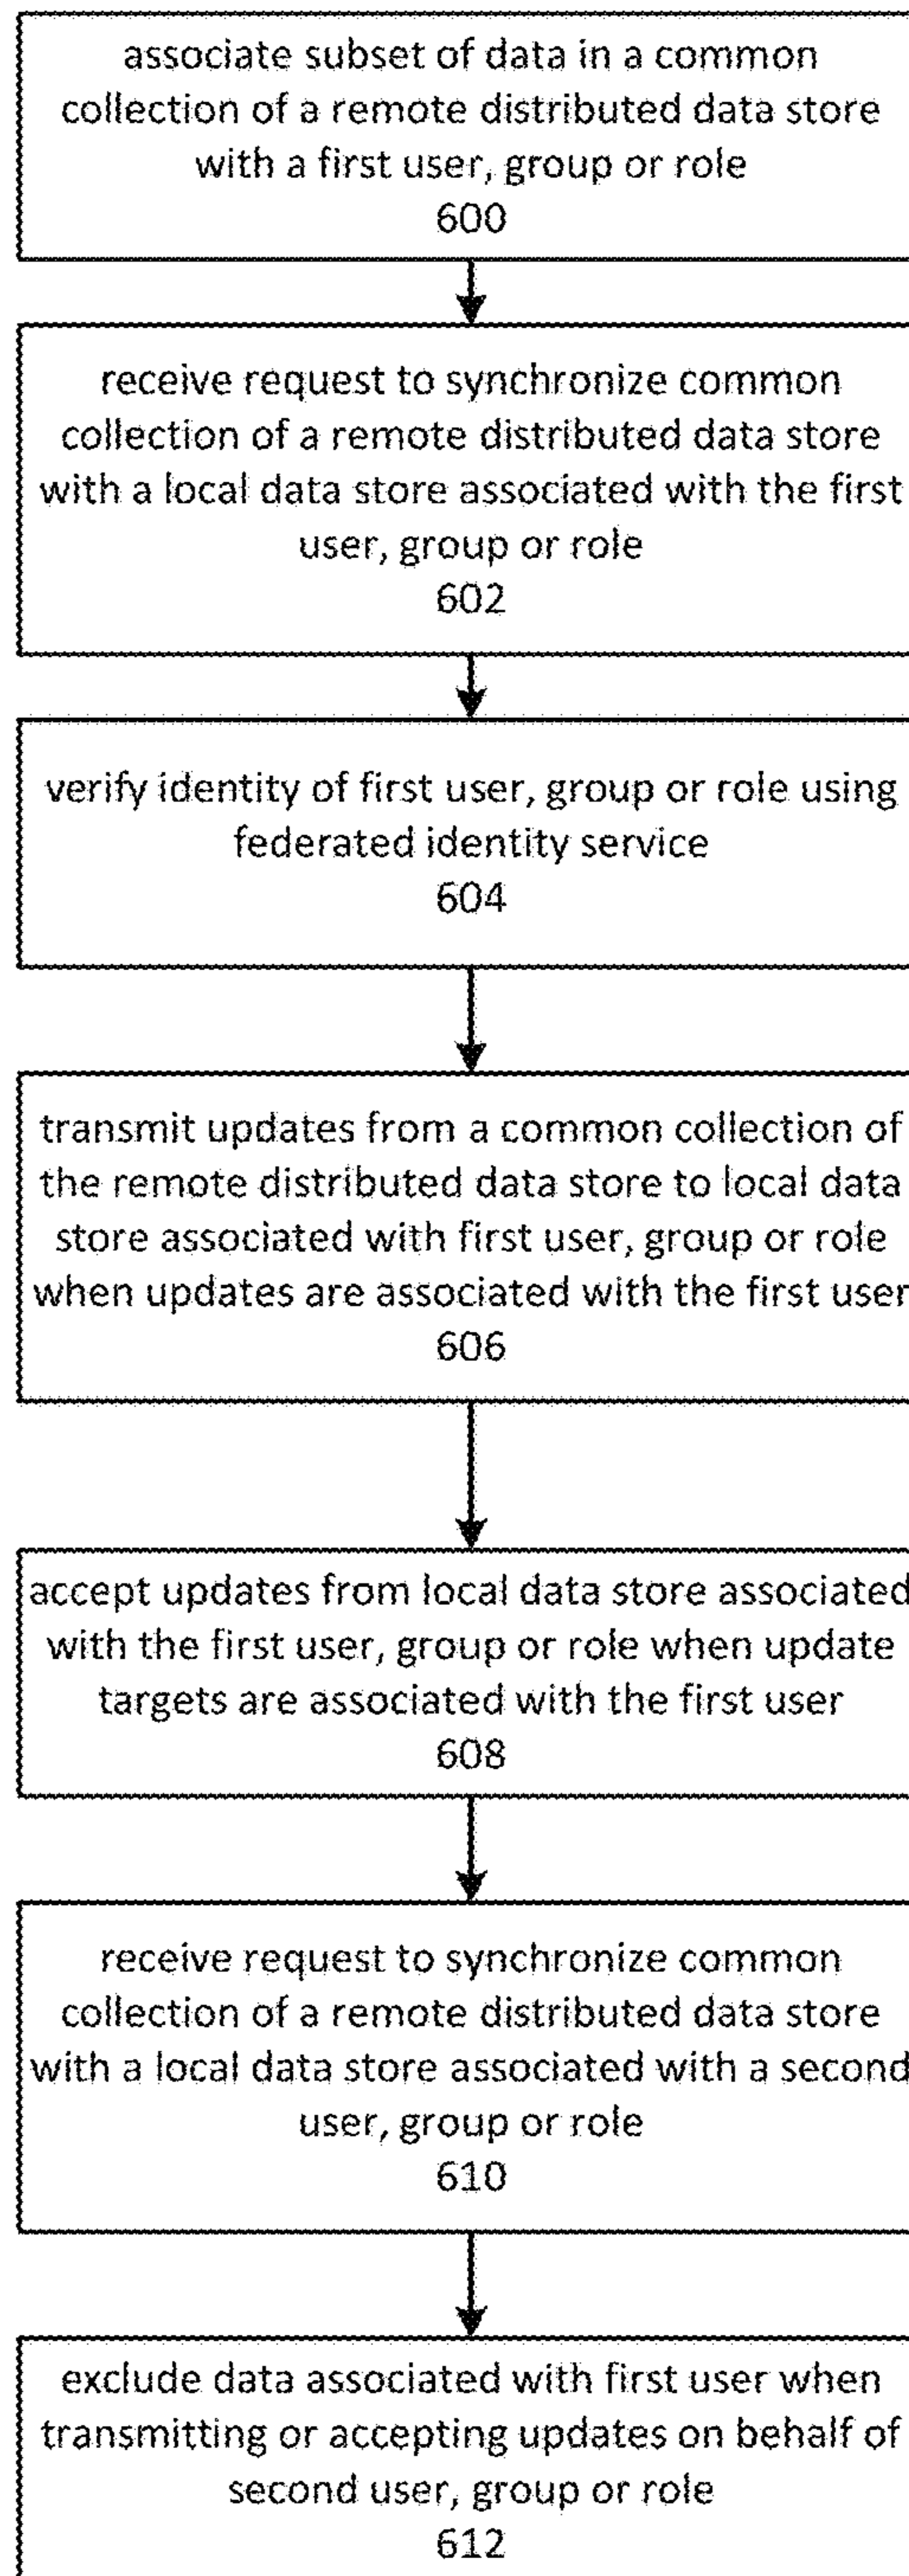 associate subset of data in a common
collection of a remote distributed data store
with a first user, group or role
600
receive request to synchronize common
collection of a remote distributed data store
with a local data store associated with the first
user, group or role
602
verify identity of first user, group or role using
federated identity service
604
transmit updates from a common collection of
the remote distributed data store to local data
store associated with first user, group or role
when updates are associated with the first user
606
accept updates from local data store associated
with the first user, group or role when update
targets are associated with the first user
608
receive request to synchronize common
collection of a remote distributed data store
with a local data store associated with a second
user, group or role
610
exclude data associated with first user when
transmitting or accepting updates on behalf of
second user, group or role
612